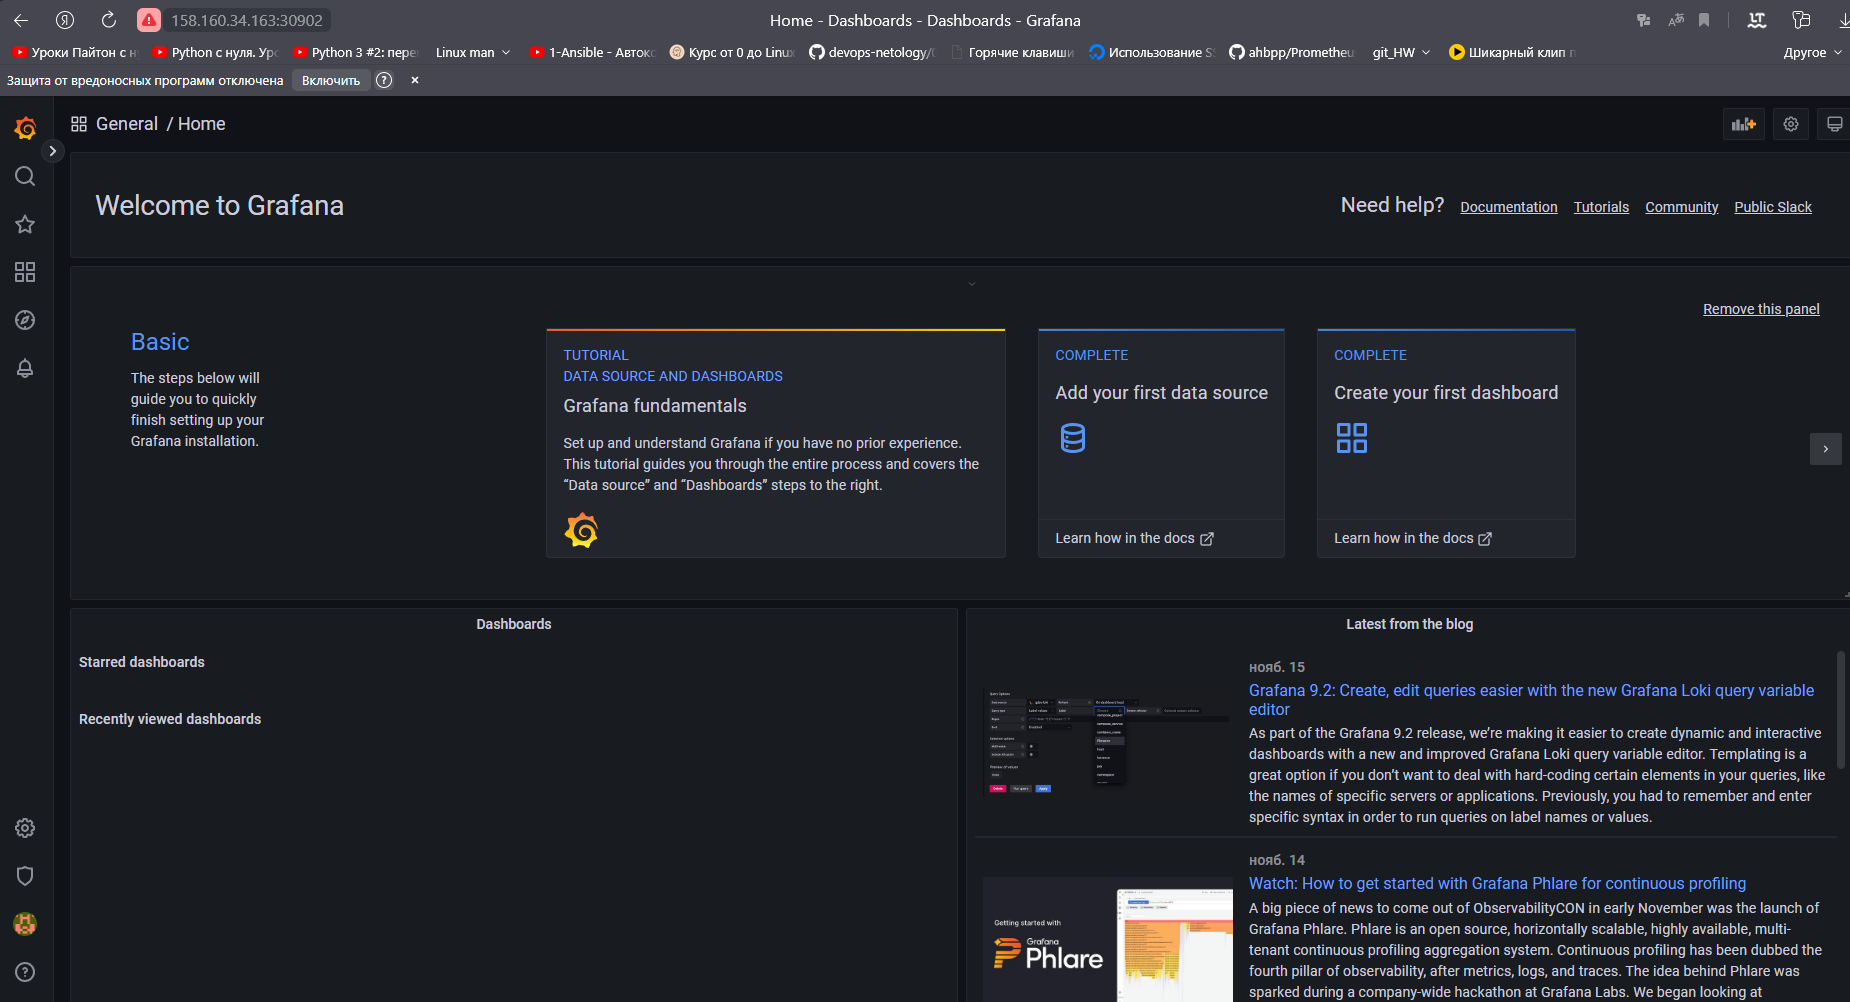 158.160.34.163:30902
Home - Dashboards - Dashboards - Grafana
Уроки Пайтон с н
Python с нуля. Уро
Python 3 #2: пере
Linux man
1-Ansible - Автокс
Курс от 0 до Linux
devops-netology/
Горячие клавиши
Использование S
ahbpp/Prometheu
git_HW
Шикарный клип п
Другое
Защита от вредоносных программ отключена
Включить
General / Home
Welcome to Grafana
Need help?
Documentation
Tutorials
Community
Public Slack
Remove this panel
Basic
The steps below will
guide you to quickly
finish setting up your
Grafana installation.
TUTORIAL
DATA SOURCE AND DASHBOARDS
Grafana fundamentals
Set up and understand Grafana if you have no prior experience.
This tutorial guides you through the entire process and covers the
“Data source” and “Dashboards” steps to the right.
COMPLETE
Add your first data source
Learn how in the docs
COMPLETE
Create your first dashboard
Learn how in the docs
Dashboards
Starred dashboards
Recently viewed dashboards
Latest from the blog
нояб. 15
Grafana 9.2: Create, edit queries easier with the new Grafana Loki query variable
editor
As part of the Grafana 9.2 release, we’re making it easier to create dynamic and interactive
dashboards with a new and improved Grafana Loki query variable editor. Templating is a
great option if you don’t want to deal with hard-coding certain elements in your queries, like
the names of specific servers or applications. Previously, you had to remember and enter
specific syntax in order to run queries on label names or values.
нояб. 14
Watch: How to get started with Grafana Phlare for continuous profiling
A big piece of news to come out of ObservabilityCON in early November was the launch of
Grafana Phlare. Phlare is an open source, horizontally scalable, highly available, multi-
tenant continuous profiling aggregation system. Continuous profiling has been dubbed the
fourth pillar of observability, after metrics, logs, and traces. The idea behind Phlare was
sparked during a company-wide hackathon at Grafana Labs. We began looking at
Getting started with
Grafana
Phlare